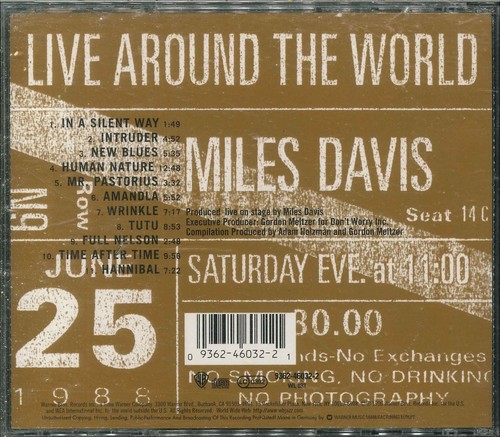 LIVE AROUND THE WORLD
1. IN A SILENT WAY 1:48
2. INTRUDER 4:52
3. NEW BLUES 5:35
4. HUMAN NATURE 12:48
5. MR. PASTORIUS 3:32
6. AMANDLA 5:52
7. WRINKLE 7:17
8. TUTU 8:53
9. FULL NELSON 2:48
10. TIME AFTER TIME 9:56
11. HANNIBAL 7:22
MILES DAVIS
Row
Seat 14 C
Produced live on stage by Miles Davis
Executive Producer: Gordon Meltzer for Don't Worry Inc.
Compilation Produced by Adam Holzman and Gordon Meltzer
25
1988
SATURDAY EVE. at 11:00
30.00
nds-No Exchanges
NO SMOKING, NO DRINKING
NO PHOTOGRAPHY
0 9362-46032-2 1
9362-46032-2